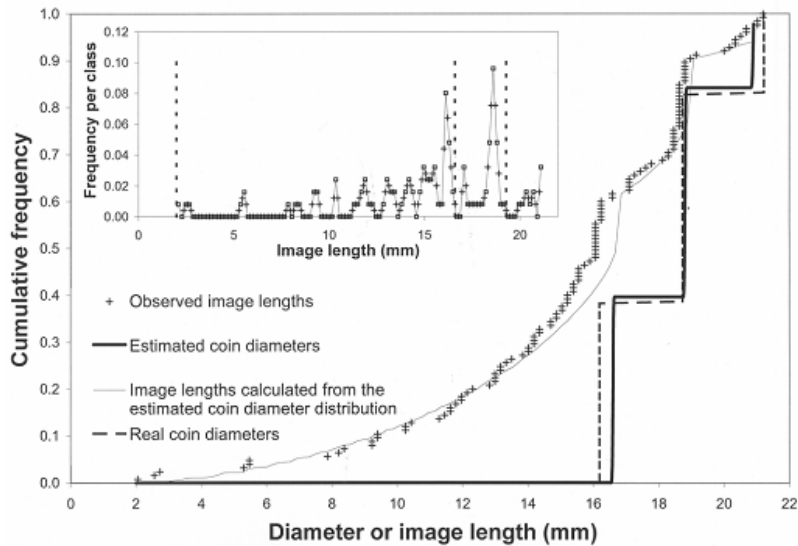 1.0
0.9
0.8
0.7
0.6
0.5
0.4
0.3
0.2
0.1
0.0
Cumulative frequency
0.12
0.10
0.08
0.06
0.04
0.02
0.00
Frequency per class
0 5 10 15 20
Image length (mm)
Observed image lengths
Estimated coin diameters
Image lengths calculated from the
estimated coin diameter distribution
Real coin diameters
0 2 4 6 8 10 12 14 16 18 20 22
Diameter or image length (mm)